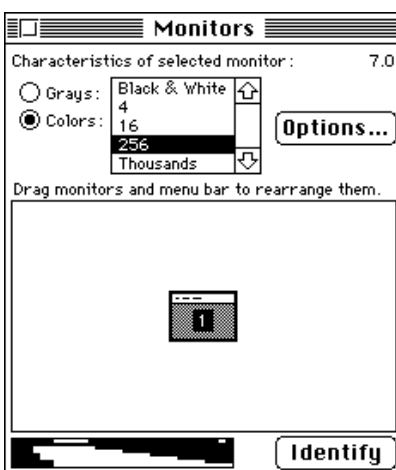 Monitors
Characteristics of selected monitor: 7.0
Grays:
Colors:
Black & White
4
16
256
Thousands
Options...
Drag monitors and menu bar to rearrange them.
1
Identify